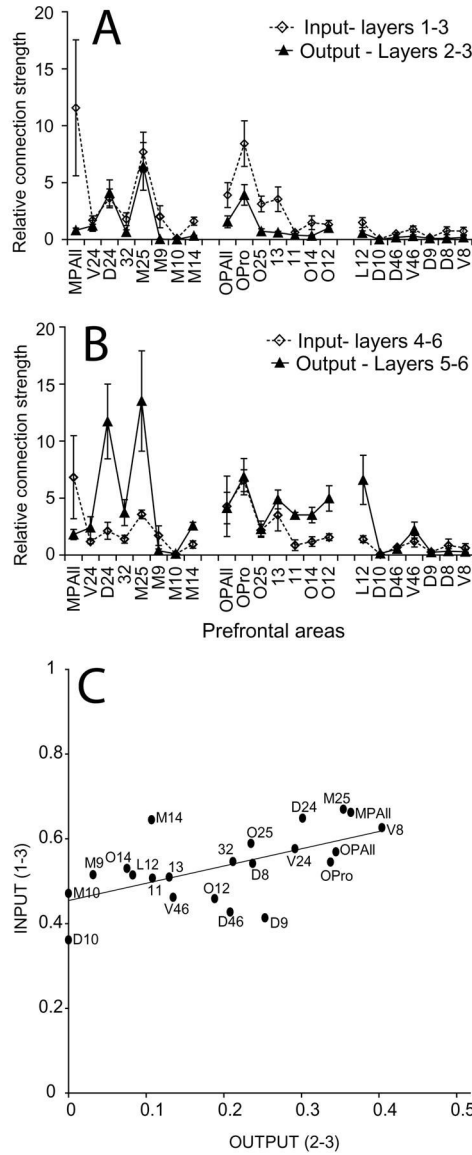 A
Input- layers 1-3
Output - Layers 2-3
Relative connection strength
20
15
10
5
0
MPAll V24 D24 32 M25 M9 M10 M14 OPAll OPro O25 13 11 O14 O12 L12 D10 D46 V46 D9 D8 V8
B
Input- layers 4-6
Output - Layers 5-6
Relative connection strength
20
15
10
5
0
MPAll V24 D24 32 M25 M9 M10 M14 OPAll OPro O25 13 11 O14 O12 L12 D10 D46 V46 D9 D8 V8
Prefrontal areas
C
INPUT (1-3)
1
0.8
0.6
0.4
0.2
0
M14
D24
M25
MPAll
V8
O25
M9
O14
L12
13
32
D8
V24
OPAll
OPro
M10
11
V46
O12
D46
D9
D10
0 0.1 0.2 0.3 0.4 0.5
OUTPUT (2-3)